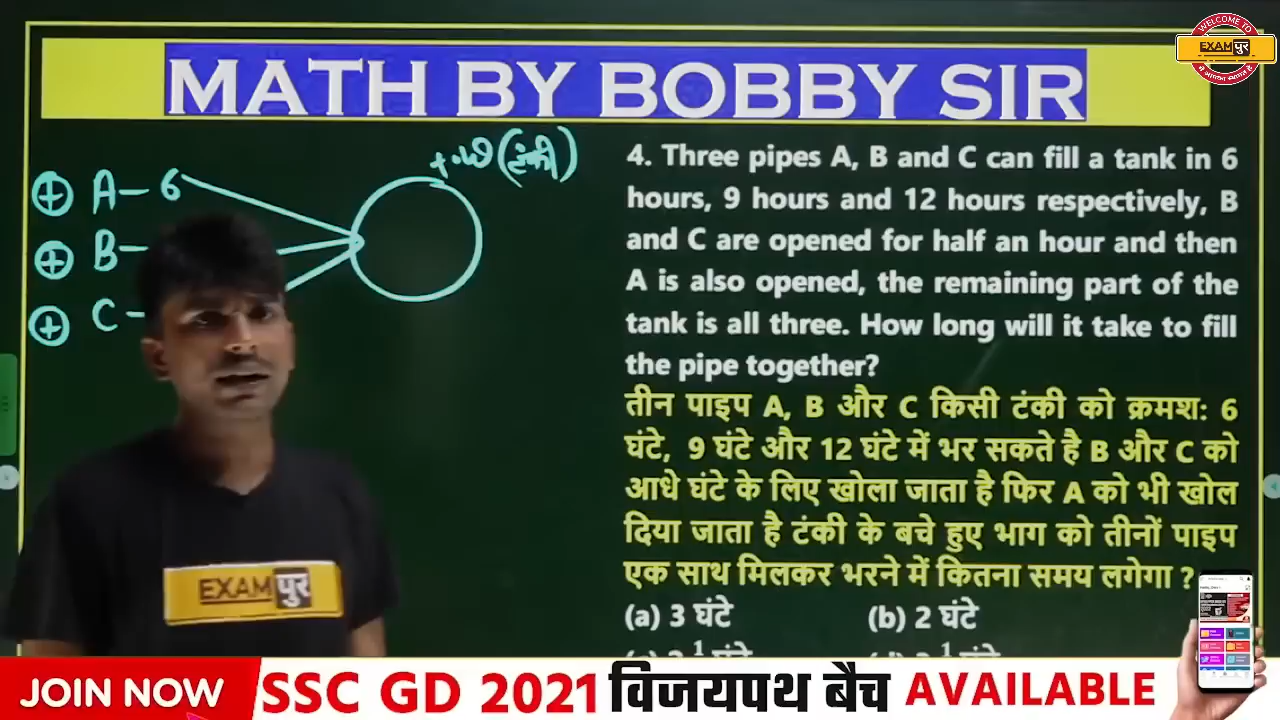 WELCOME TO
EXAMपुर
MATH BY BOBBY SIR
A-6
B-
C-
4. Three pipes A, B and C can fill a tank in 6
hours, 9 hours and 12 hours respectively, B
and C are opened for half an hour and then
A is also opened, the remaining part of the
tank is all three. How long will it take to fill
the pipe together?
तीन पाइप A, B और C किसी टंकी को क्रमश: 6
घंटे, 9 घंटे और 12 घंटे में भर सकते है B और C को
आधे घंटे के लिए खोला जाता है फिर A को भी खोल
दिया जाता है टंकी के बचे हुए भाग को तीनों पाइप
एक साथ मिलकर भरने में कितना समय लगेगा ?
(a) 3 घंटे (b) 2 घंटे
EXAMपुर
JOIN NOW SSC GD 2021 विजयपथ बैच AVAILABLE